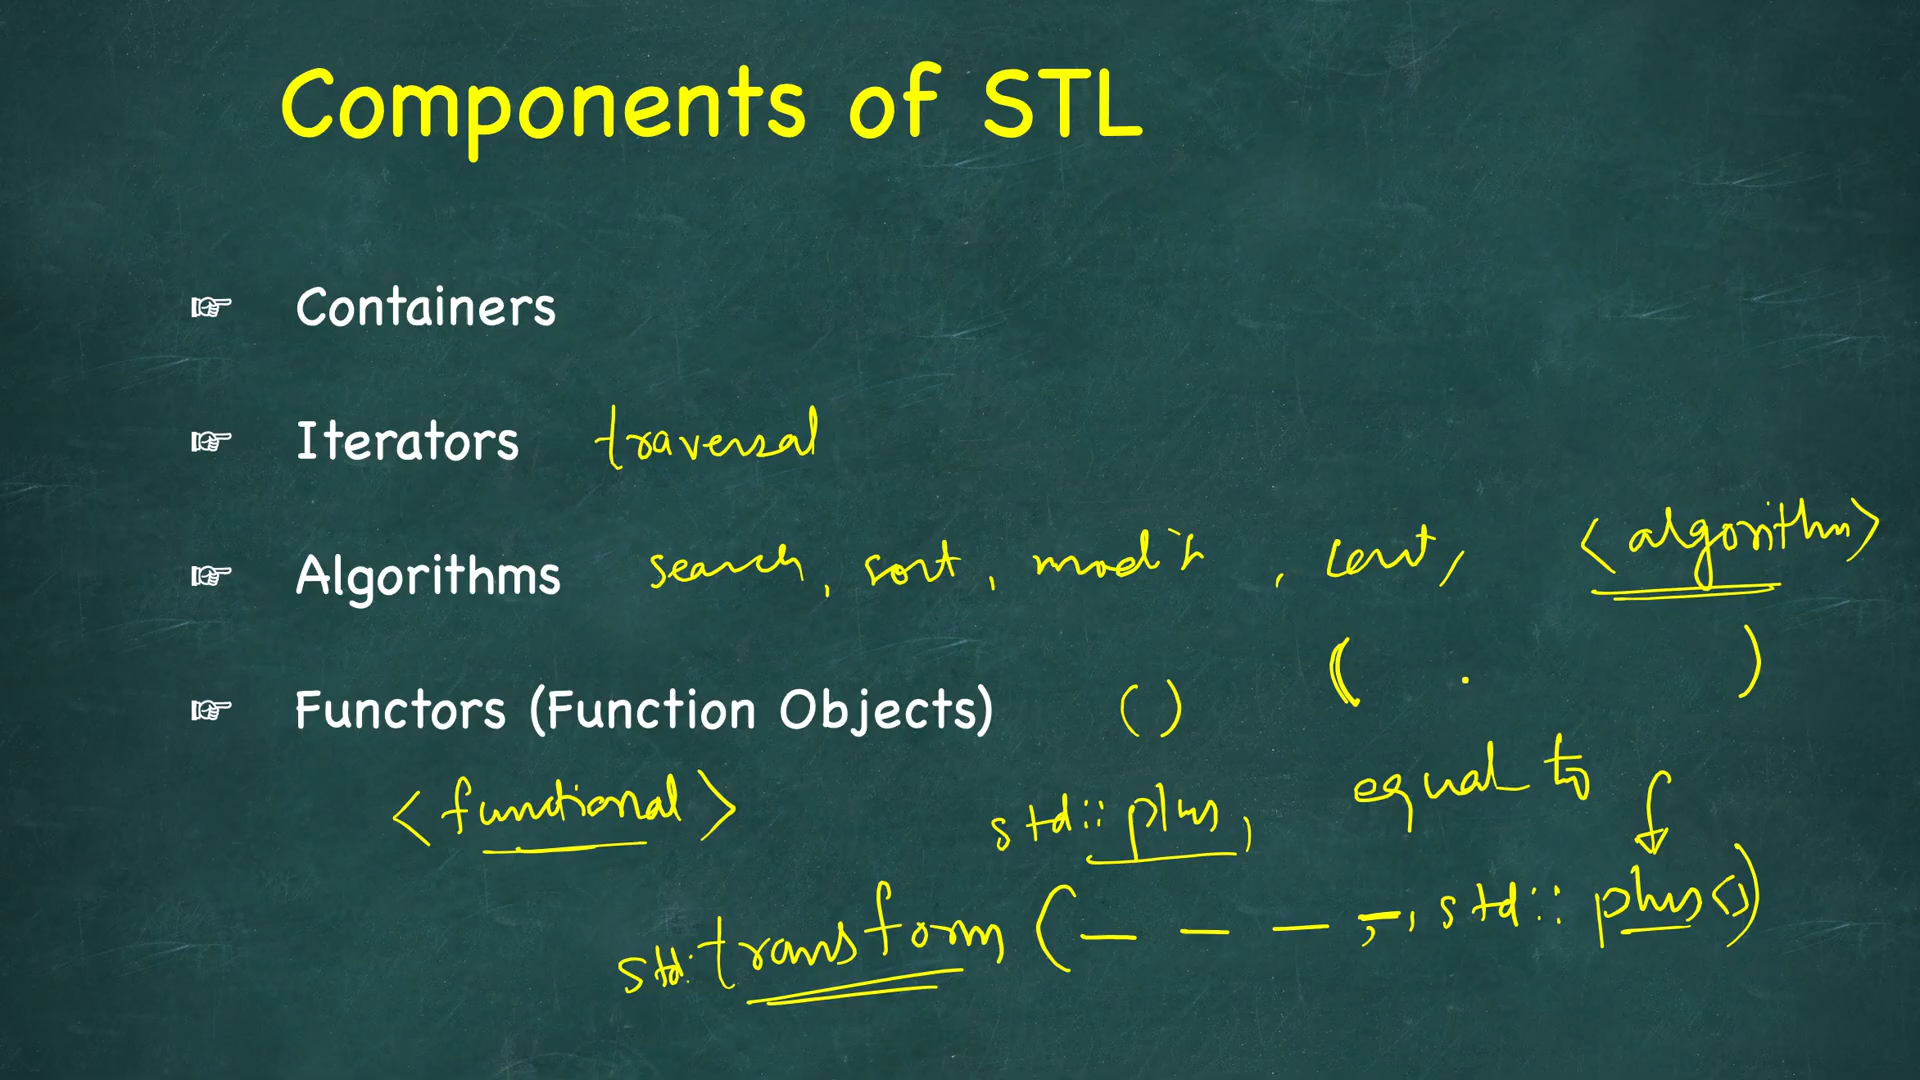 Components of STL
☞ Containers
☞ Iterators traversal
☞ Algorithms search, sort, , , <algorithm>
( . )
☞ Functors (Function Objects) ()
<functional> std::plus, equal to
std:transform (— — — —, std:: plus<>)